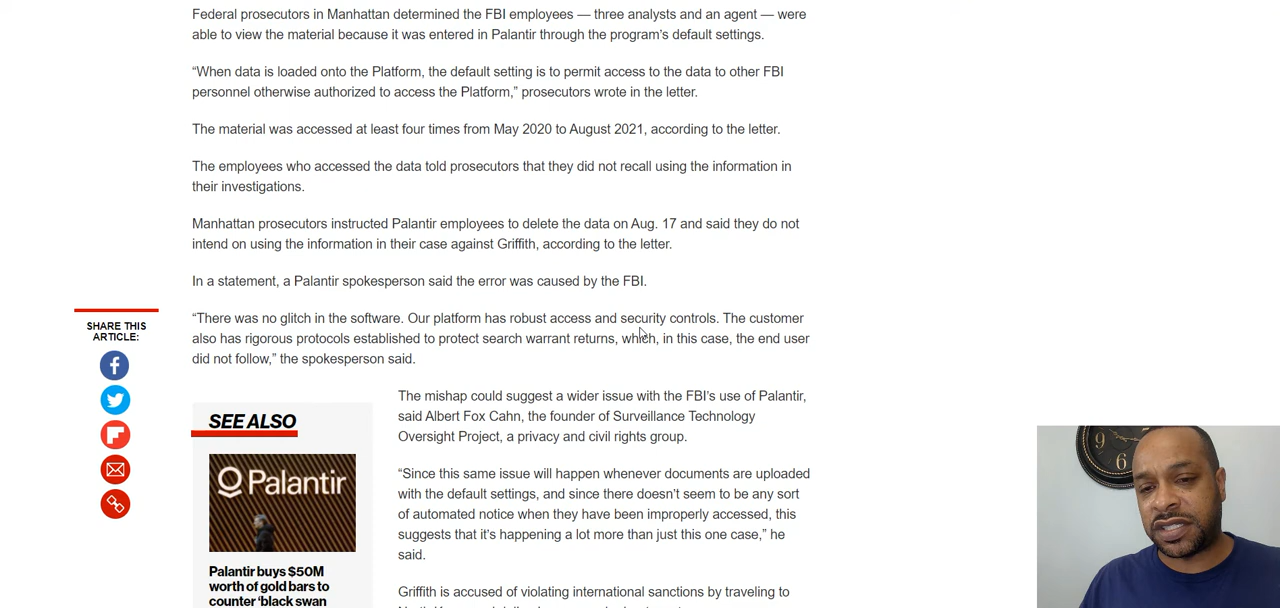 Federal prosecutors in Manhattan determined the FBI employees — three analysts and an agent — were
able to view the material because it was entered in Palantir through the program’s default settings.
“When data is loaded onto the Platform, the default setting is to permit access to the data to other FBI
personnel otherwise authorized to access the Platform,” prosecutors wrote in the letter.
The material was accessed at least four times from May 2020 to August 2021, according to the letter.
The employees who accessed the data told prosecutors that they did not recall using the information in
their investigations.
Manhattan prosecutors instructed Palantir employees to delete the data on Aug. 17 and said they do not
intend on using the information in their case against Griffith, according to the letter.
In a statement, a Palantir spokesperson said the error was caused by the FBI.
“There was no glitch in the software. Our platform has robust access and security controls. The customer
also has rigorous protocols established to protect search warrant returns, which, in this case, the end user
did not follow,” the spokesperson said.
SHARE THIS
ARTICLE:
The mishap could suggest a wider issue with the FBI’s use of Palantir,
said Albert Fox Cahn, the founder of Surveillance Technology
Oversight Project, a privacy and civil rights group.
“Since this same issue will happen whenever documents are uploaded
with the default settings, and since there doesn’t seem to be any sort
of automated notice when they have been improperly accessed, this
suggests that it’s happening a lot more than just this one case,” he
said.
Griffith is accused of violating international sanctions by traveling to
SEE ALSO
Palantir
Palantir buys $50M
worth of gold bars to
counter ‘black swan
9
6